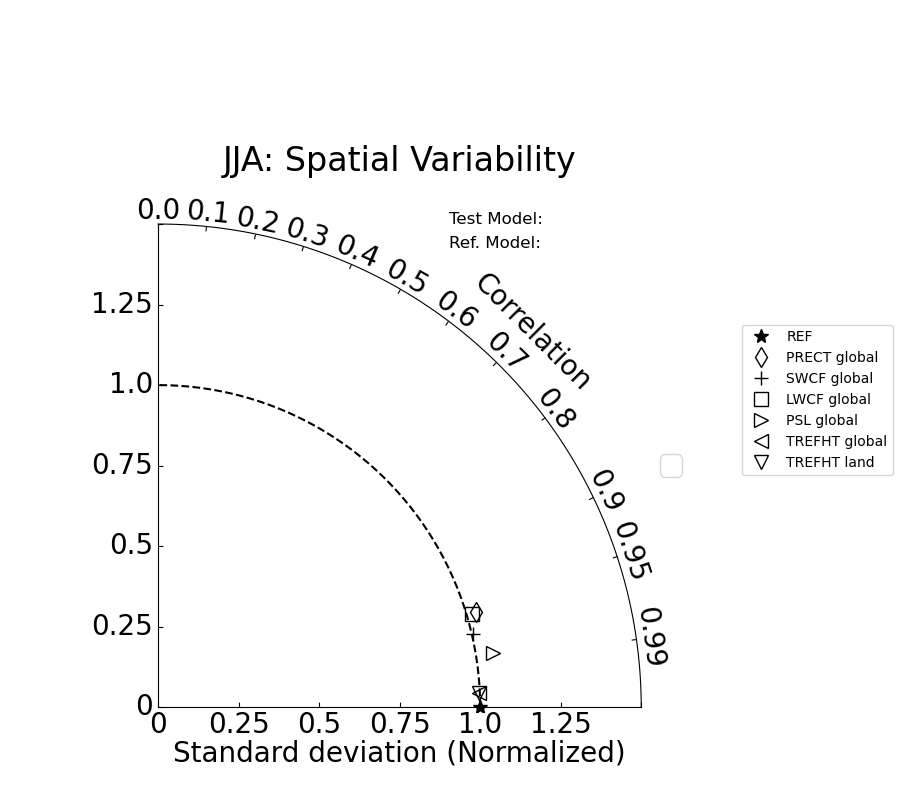 JJA: Spatial Variability
Test Model:
Ref. Model:
0.0
0.1
0.2
0.3
0.4
0.5
0.6
0.7
0.8
0.9
0.95
0.99
Correlation
1.25
1.0
0.75
0.5
0.25
0
0
0.25
0.5
0.75
1.0
1.25
Standard deviation (Normalized)
REF
PRECT global
SWCF global
LWCF global
PSL global
TREFHT global
TREFHT land